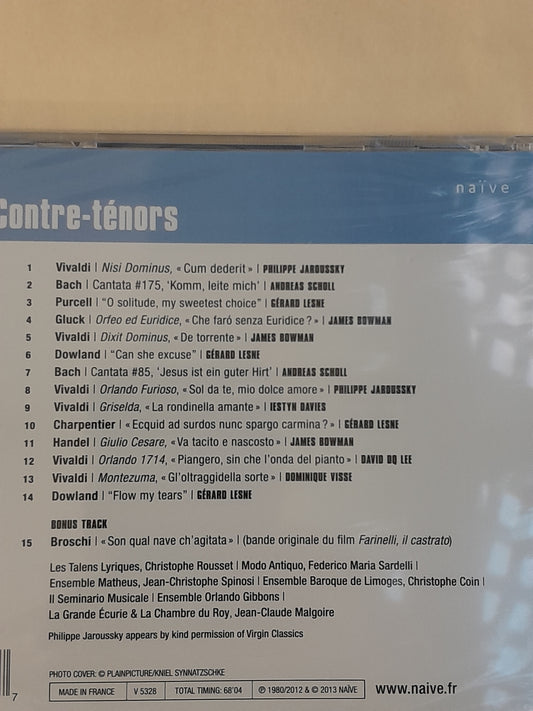 naïve
Contre-ténors
1 Vivaldi | Nisi Dominus, « Cum dederit » | PHILIPPE JAROUSSKY
2 Bach | Cantata #175, 'Komm, leite mich' | ANDREAS SCHOLL
3 Purcell | "O solitude, my sweetest choice" | GÉRARD LESNE
4 Gluck | Orfeo ed Euridice, « Che faró senza Euridice ? » | JAMES BOWMAN
5 Vivaldi | Dixit Dominus, « De torrente » | JAMES BOWMAN
6 Dowland | "Can she excuse" | GÉRARD LESNE
7 Bach | Cantata #85, 'Jesus ist ein guter Hirt' | ANDREAS SCHOLL
8 Vivaldi | Orlando Furioso, « Sol da te, mio dolce amore » | PHILIPPE JAROUSSKY
9 Vivaldi | Griselda, « La rondinella amante » | IESTYN DAVIES
10 Charpentier | « Ecquid ad surdos nunc spargo carmina ? » | GÉRARD LESNE
11 Handel | Giulio Cesare, « Va tacito e nascosto » | JAMES BOWMAN
12 Vivaldi | Orlando 1714, « Piangero, sin che l'onda del pianto » | DAVID DQ LEE
13 Vivaldi | Montezuma, « Gl'oltraggidella sorte » | DOMINIQUE VISSE
14 Dowland | "Flow my tears" | GÉRARD LESNE
BONUS TRACK
15 Broschi | « Son qual nave ch'agitata » | (bande originale du film Farinelli, il castrato)
Les Talens Lyriques, Christophe Rousset | Modo Antiquo, Federico Maria Sardelli |
Ensemble Matheus, Jean-Christophe Spinosi | Ensemble Baroque de Limoges, Christophe Coin |
Il Seminario Musicale | Ensemble Orlando Gibbons |
La Grande Écurie & La Chambre du Roy, Jean-Claude Malgoire
Philippe Jaroussky appears by kind permission of Virgin Classics
PHOTO COVER: © PLAINPICTURE/KNIEL SYNNATZSCHKE
MADE IN FRANCE | V 5328 | TOTAL TIMING: 68'04 | ℗ 1980/2012 & © 2013 NAÏVE www.naive.fr
7